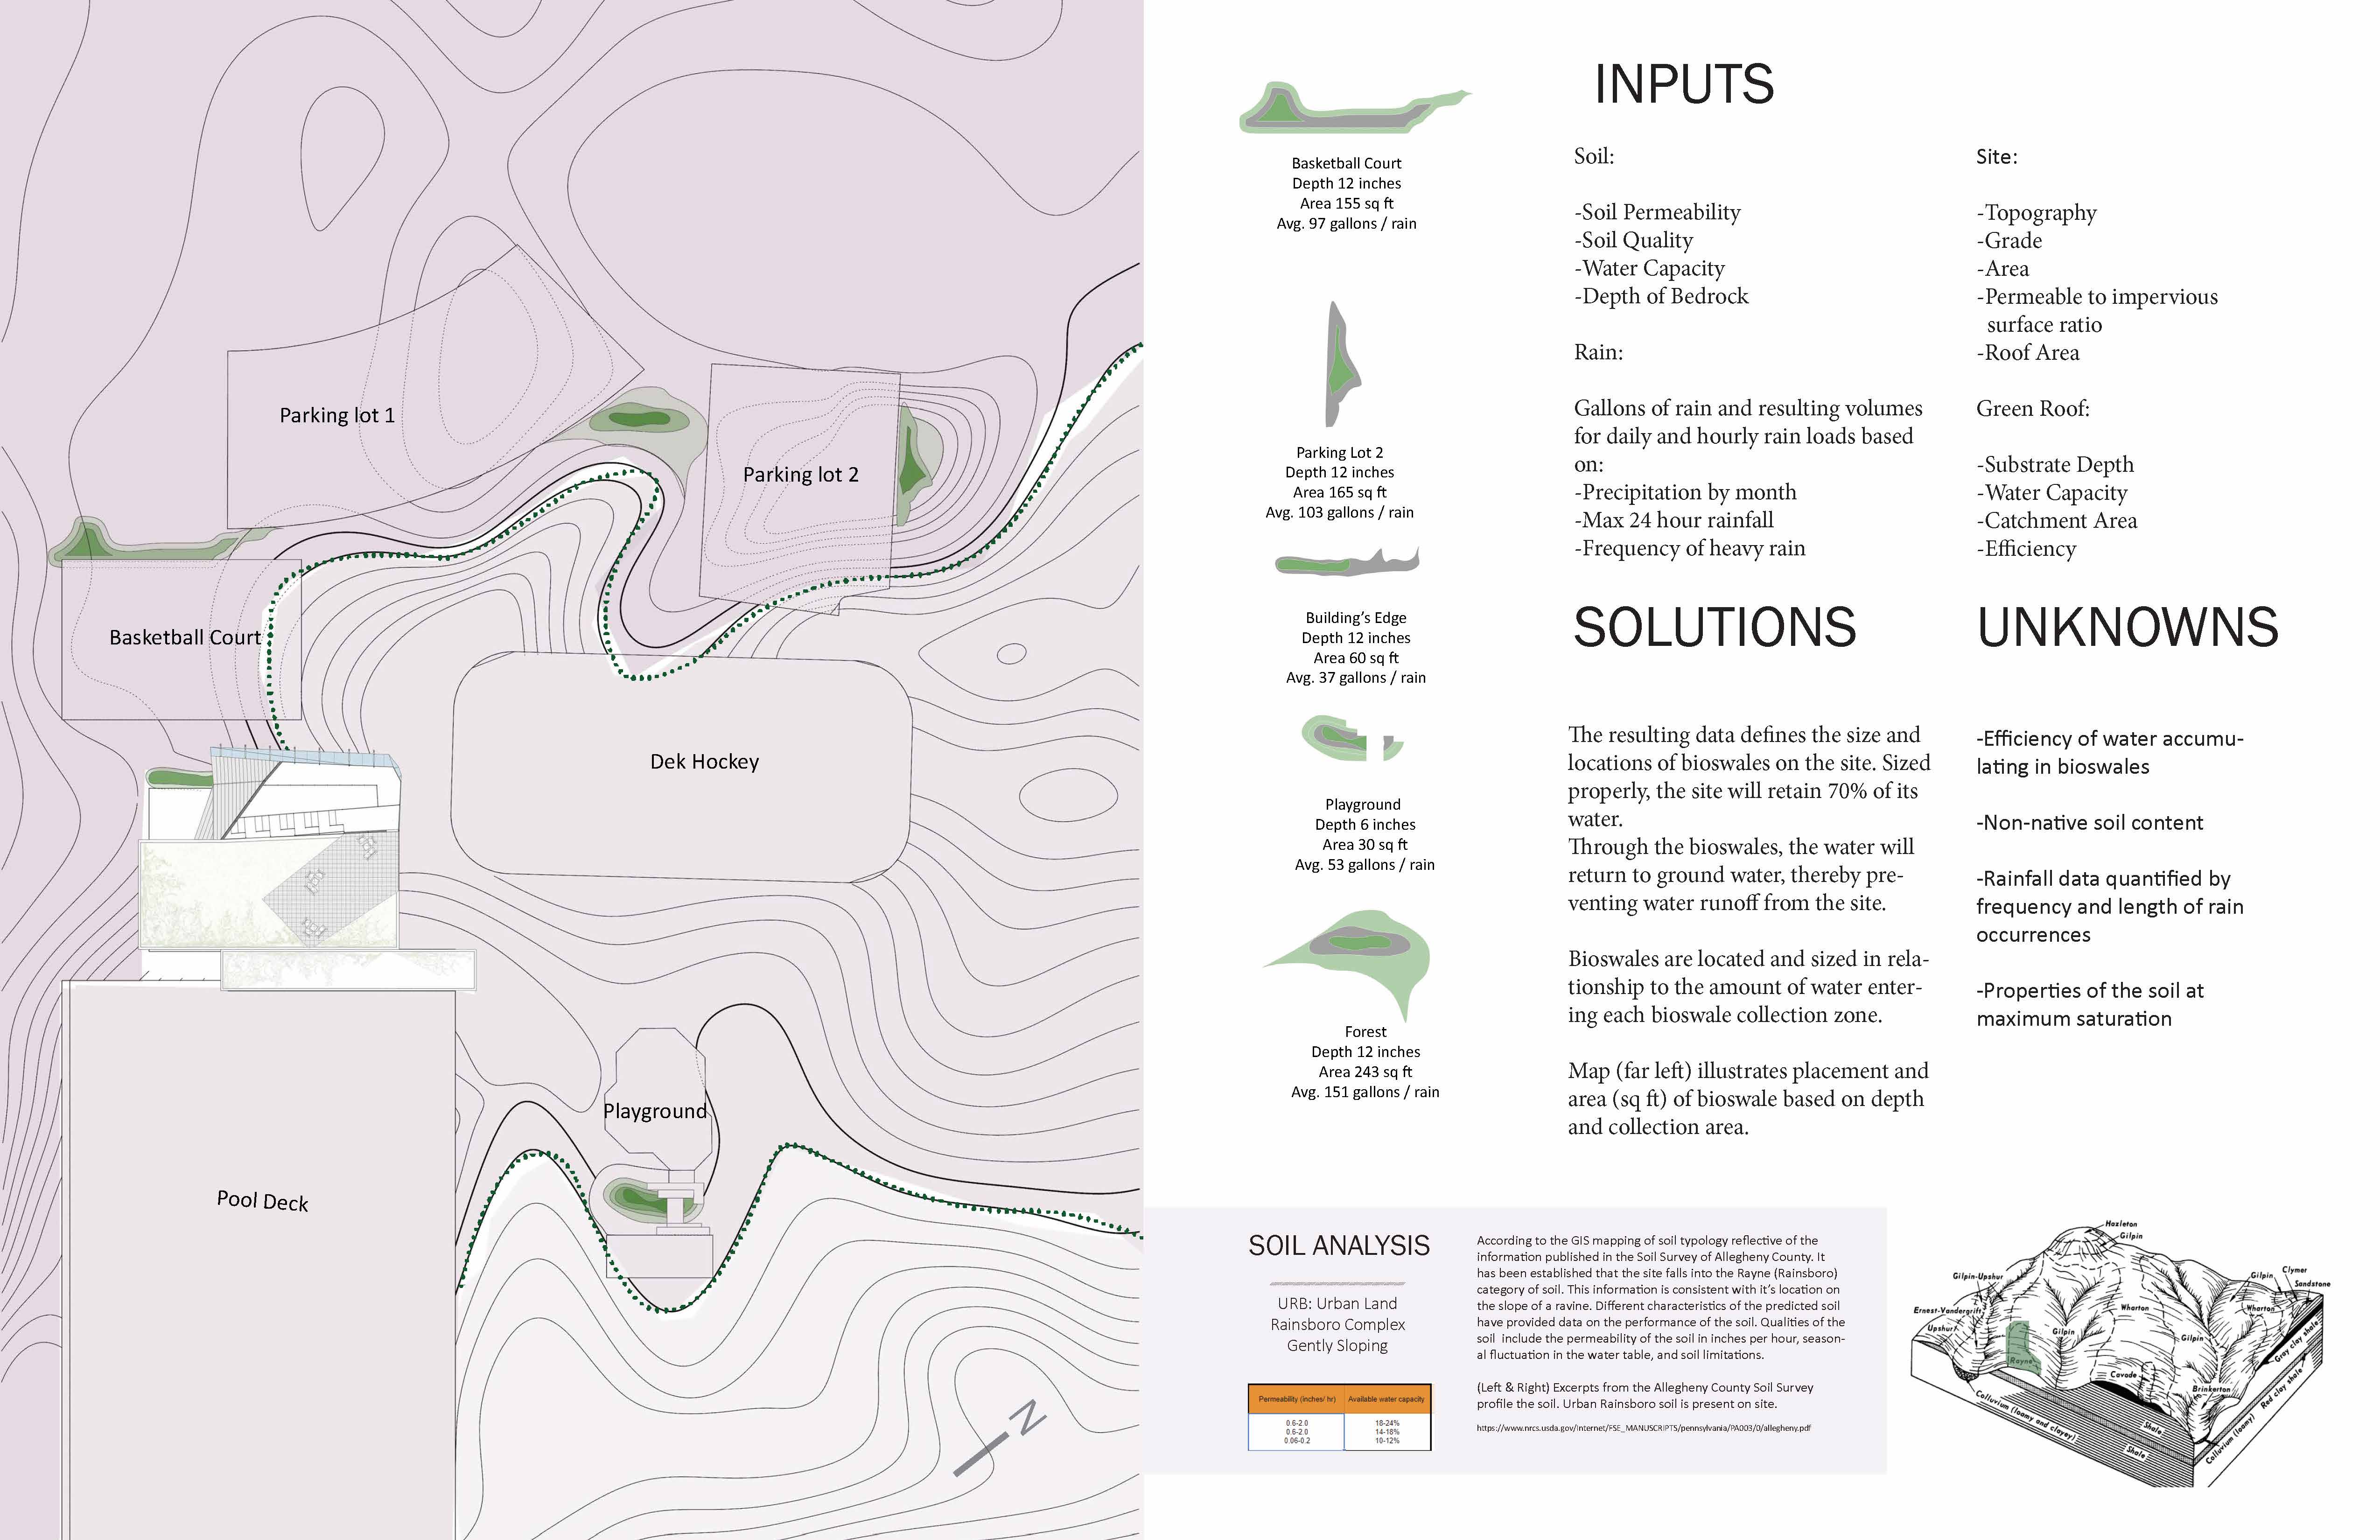 Parking lot 1
Parking lot 2
Basketball Court
Dek Hockey
Playground
Pool Deck
N
Basketball Court
Depth 12 inches
Area 155 sq ft
Avg. 97 gallons / rain
Parking Lot 2
Depth 12 inches
Area 165 sq ft
Avg. 103 gallons / rain
Building's Edge
Depth 12 inches
Area 60 sq ft
Avg. 37 gallons / rain
Playground
Depth 6 inches
Area 30 sq ft
Avg. 53 gallons / rain
Forest
Depth 12 inches
Area 243 sq ft
Avg. 151 gallons / rain
INPUTS
Soil:
-Soil Permeability
-Soil Quality
-Water Capacity
-Depth of Bedrock
Rain:
Gallons of rain and resulting volumes
for daily and hourly rain loads based
on:
-Precipitation by month
-Max 24 hour rainfall
-Frequency of heavy rain
Site:
-Topography
-Grade
-Area
-Permeable to impervious
surface ratio
-Roof Area
Green Roof:
-Substrate Depth
-Water Capacity
-Catchment Area
-Efficiency
SOLUTIONS
The resulting data defines the size and
locations of bioswales on the site. Sized
properly, the site will retain 70% of its
water.
Through the bioswales, the water will
return to ground water, thereby pre-
venting water runoff from the site.
Bioswales are located and sized in rela-
tionship to the amount of water enter-
ing each bioswale collection zone.
Map (far left) illustrates placement and
area (sq ft) of bioswale based on depth
and collection area.
UNKNOWNS
-Efficiency of water accumu-
lating in bioswales
-Non-native soil content
-Rainfall data quantified by
frequency and length of rain
occurrences
-Properties of the soil at
maximum saturation
SOIL ANALYSIS
URB: Urban Land
Rainsboro Complex
Gently Sloping
Permeability (inches/ hr) Available water capacity
0.6-2.0 18-24%
0.6-2.0 14-18%
0.06-0.2 10-12%
According to the GIS mapping of soil typology reflective of the
information published in the Soil Survey of Allegheny County. It
has been established that the site falls into the Rayne (Rainsboro)
category of soil. This information is consistent with it's location on
the slope of a ravine. Different characteristics of the predicted soil
have provided data on the performance of the soil. Qualities of the
soil include the permeability of the soil in inches per hour, season-
al fluctuation in the water table, and soil limitations.
(Left & Right) Excerpts from the Allegheny County Soil Survey
profile the soil. Urban Rainsboro soil is present on site.
https://www.nrcs.usda.gov/Internet/FSE_MANUSCRIPTS/pennsylvania/PA003/0/allegheny.pdf
Hazleton
Gilpin
Gilpin-Upshur
Gilpin
Clymer
Sandstone
Ernest-Vandergrift
Wharton
Wharton
Upshur
Gilpin
Gilpin
Rayne
Cavode
Brinkerton
Gray clay shale
Red clay shale
Colluvium (loamy and clayey)
Shale
Shale
Colluvium (loamy)